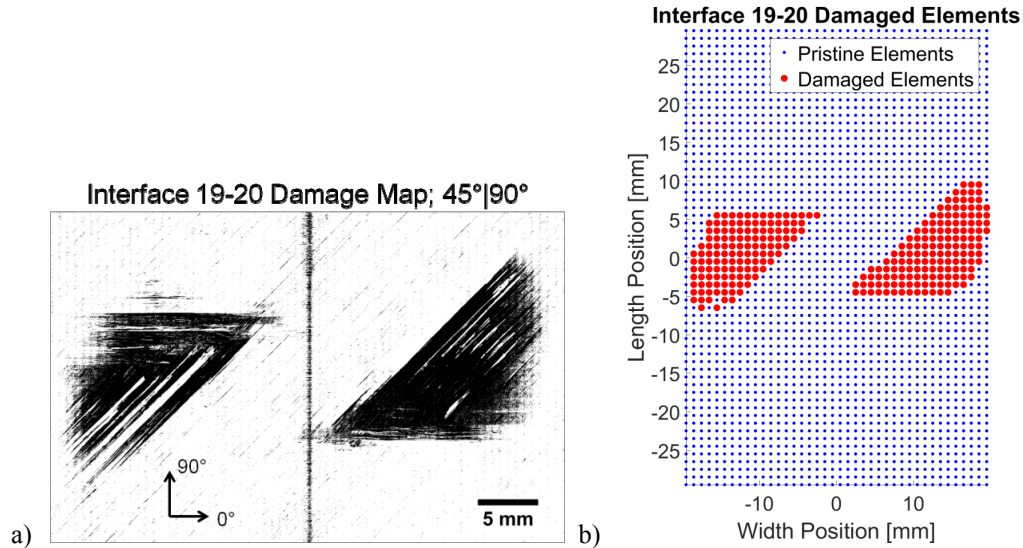 Interface 19-20 Damage Map; 45°|90°
90°
0°
5 mm
a)
Interface 19-20 Damaged Elements
Pristine Elements
Damaged Elements
25
20
15
10
5
0
-5
-10
-15
-20
-25
Length Position [mm]
-10 0 10
Width Position [mm]
b)